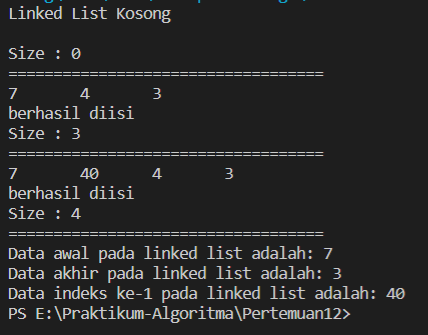 Linked List Kosong
Size : 0
===================================
7 4 3
berhasil diisi
Size : 3
===================================
7 40 4 3
berhasil diisi
Size : 4
===================================
Data awal pada linked list adalah: 7
Data akhir pada linked list adalah: 3
Data indeks ke-1 pada linked list adalah: 40
PS E:\Praktikum-Algoritma\Pertemuan12>